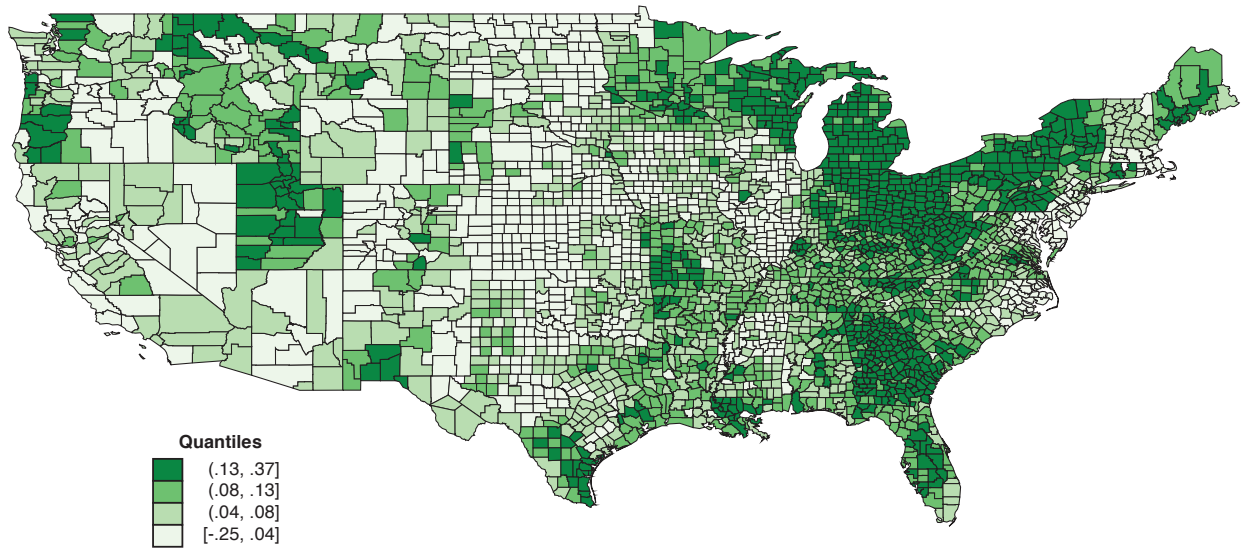 Quantiles
(.13, .37]
(.08, .13]
(.04, .08]
[-.25, .04]